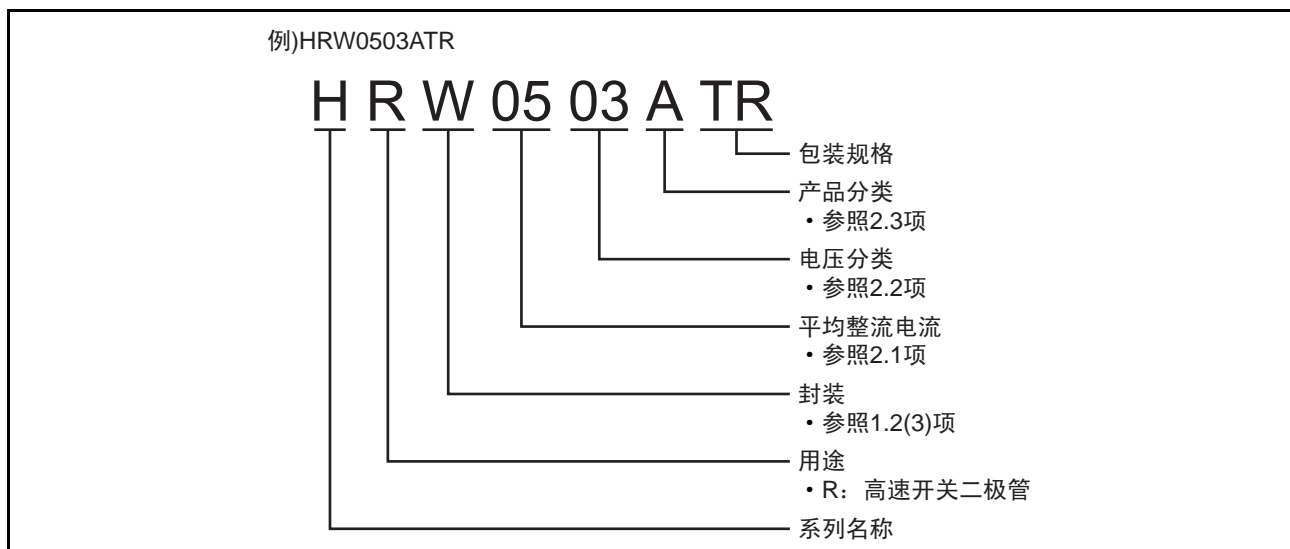 例)HRW0503ATR
H R W 05 03 A TR
包装规格
产品分类
• 参照2.3项
电压分类
• 参照2.2项
平均整流电流
• 参照2.1项
封装
• 参照1.2(3)项
用途
• R：高速开关二极管
系列名称